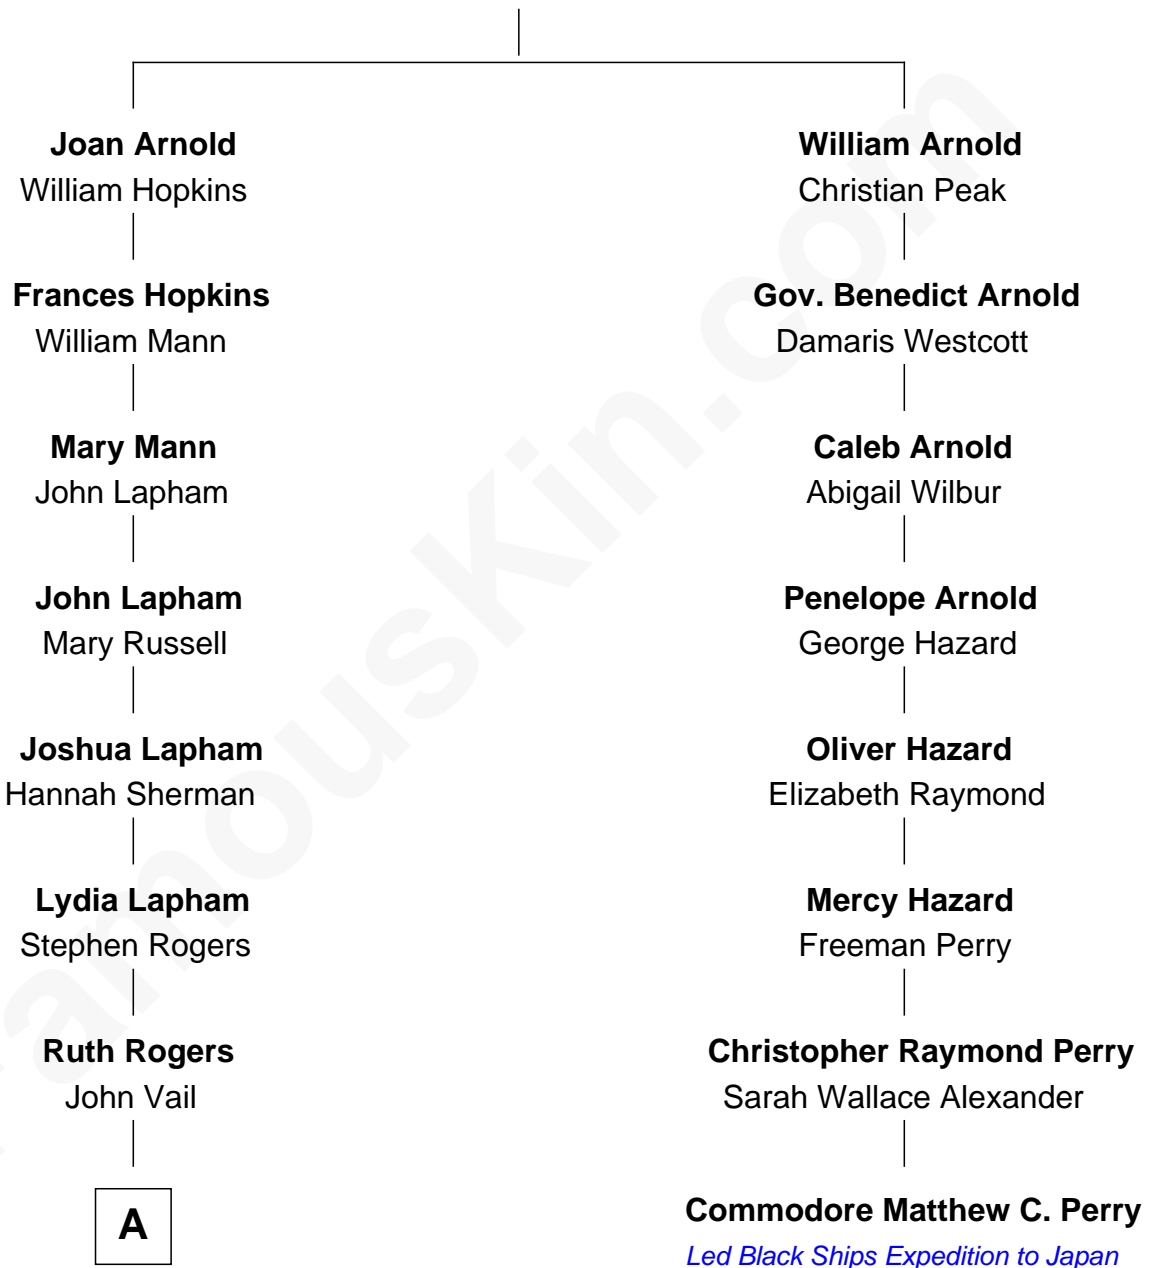 Joan Arnold
William Hopkins
Frances Hopkins
William Mann
Mary Mann
John Lapham
John Lapham
Mary Russell
Joshua Lapham
Hannah Sherman
Lydia Lapham
Stephen Rogers
Ruth Rogers
John Vail
A
William Arnold
Christian Peak
Gov. Benedict Arnold
Damaris Westcott
Caleb Arnold
Abigail Wilbur
Penelope Arnold
George Hazard
Oliver Hazard
Elizabeth Raymond
Mercy Hazard
Freeman Perry
Christopher Raymond Perry
Sarah Wallace Alexander
Commodore Matthew C. Perry
Led Black Ships Expedition to Japan
FamousKin.com